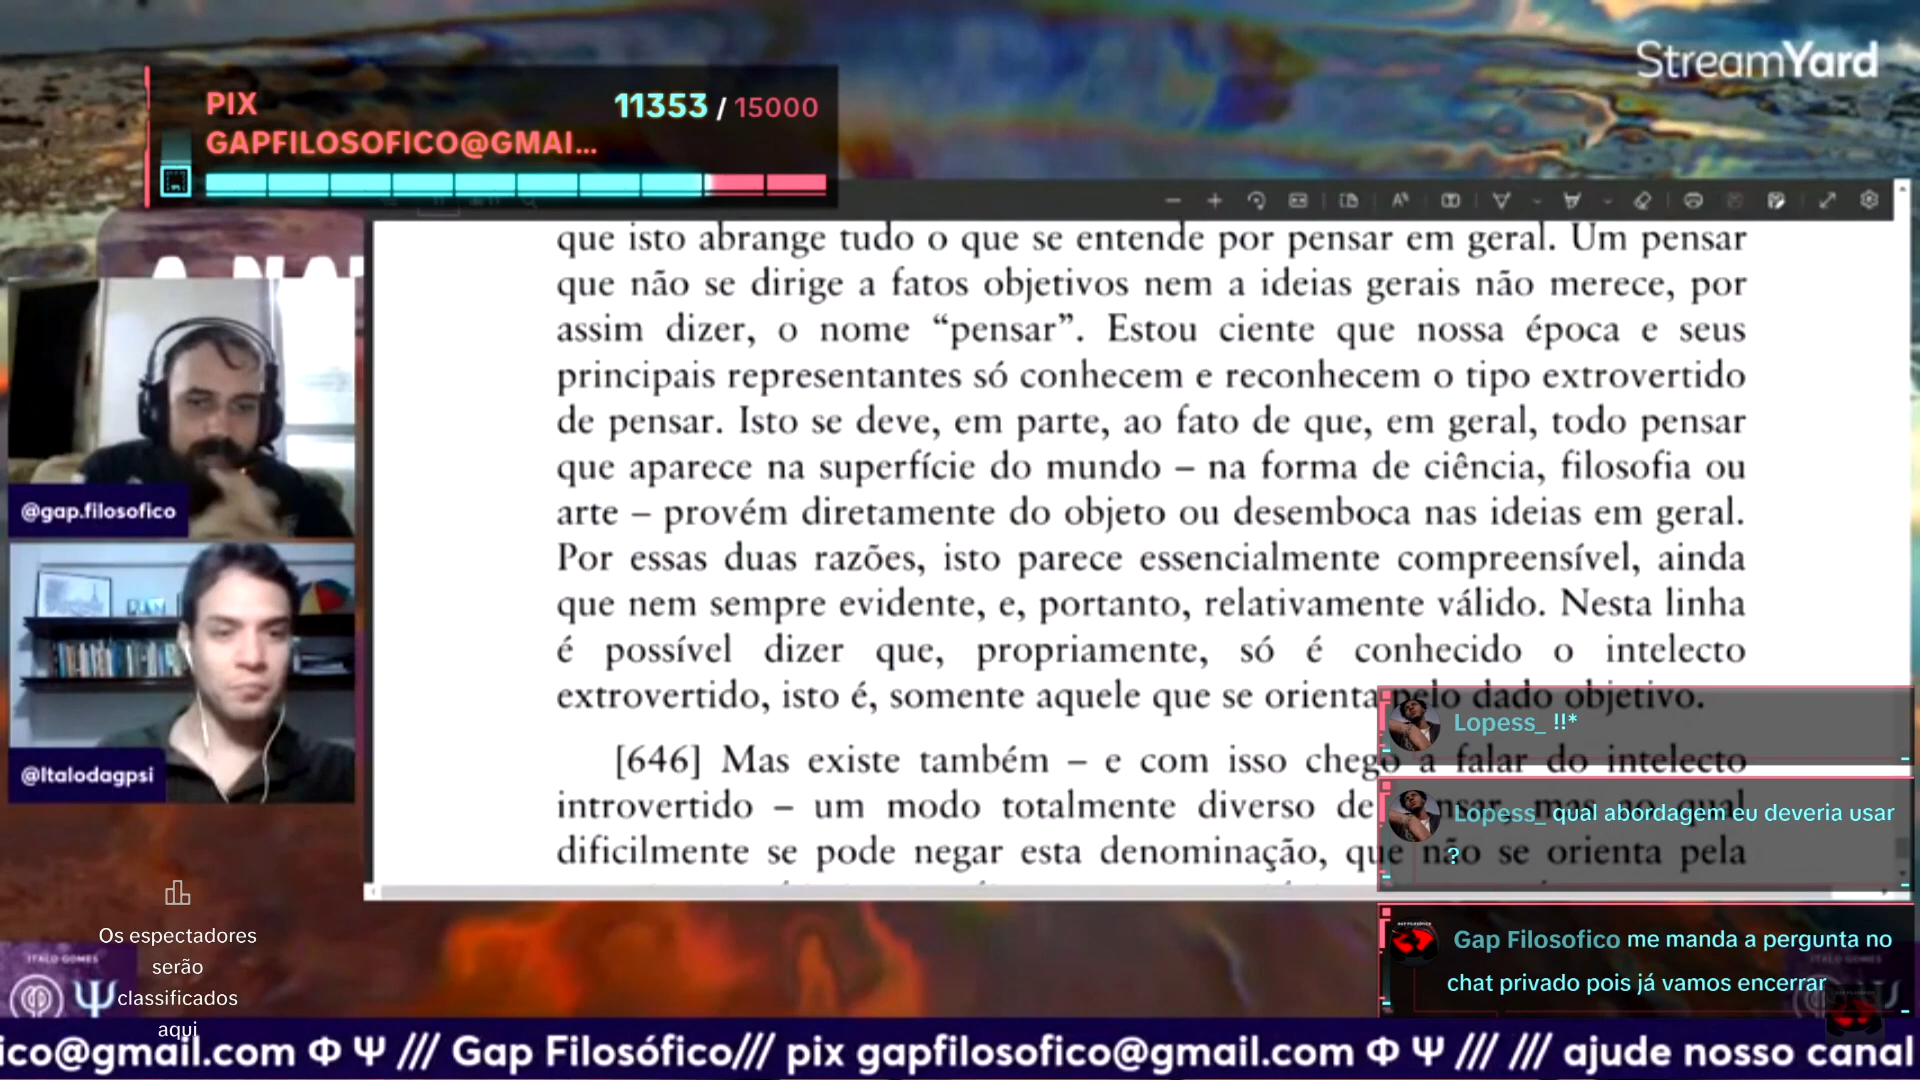 StreamYard
PIX
11353 / 15000
GAPFILOSOFICO@GMAI...
que isto abrange tudo o que se entende por pensar em geral. Um pensar
que não se dirige a fatos objetivos nem a ideias gerais não merece, por
assim dizer, o nome “pensar”. Estou ciente que nossa época e seus
principais representantes só conhecem e reconhecem o tipo extrovertido
de pensar. Isto se deve, em parte, ao fato de que, em geral, todo pensar
que aparece na superfície do mundo – na forma de ciência, filosofia ou
arte – provém diretamente do objeto ou desemboca nas ideias em geral.
Por essas duas razões, isto parece essencialmente compreensível, ainda
que nem sempre evidente, e, portanto, relativamente válido. Nesta linha
é possível dizer que, propriamente, só é conhecido o intelecto
extrovertido, isto é, somente aquele que se orienta pelo dado objetivo.
[646] Mas existe também – e com isso chego a falar do intelecto
introvertido – um modo totalmente diverso de pensar, mas ao qual
dificilmente se pode negar esta denominação, que não se orienta pela
@gap.filosofico
@Italodagpsi
Lopess_ !!*
Lopess_ qual abordagem eu deveria usar
?
Gap Filosofico me manda a pergunta no
chat privado pois já vamos encerrar
Os espectadores
serão
classificados
aqui
ITALO GOMES
ico@gmail.com Φ Ψ /// Gap Filosófico/// pix gapfilosofico@gmail.com Φ Ψ /// /// ajude nosso canal